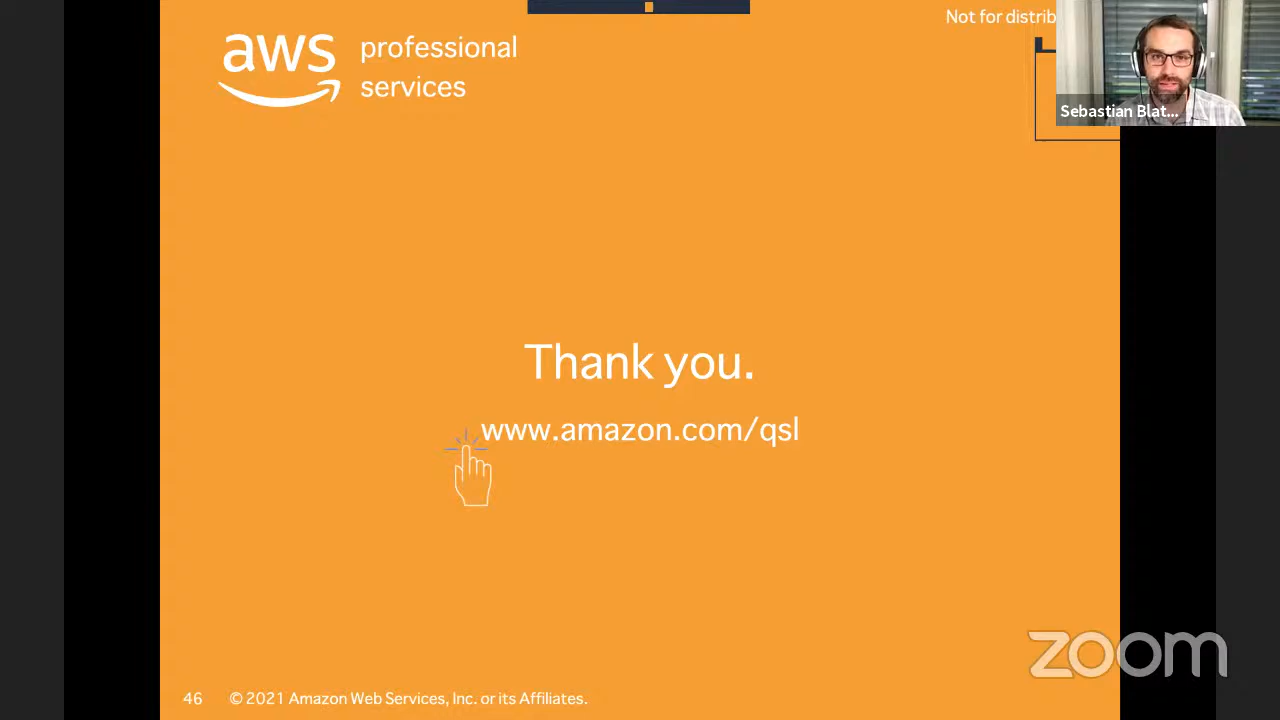 aws professional
services
Not for distrib
Sebastian Blat...
Thank you.
www.amazon.com/qsl
zoom
46 © 2021 Amazon Web Services, Inc. or its Affiliates.